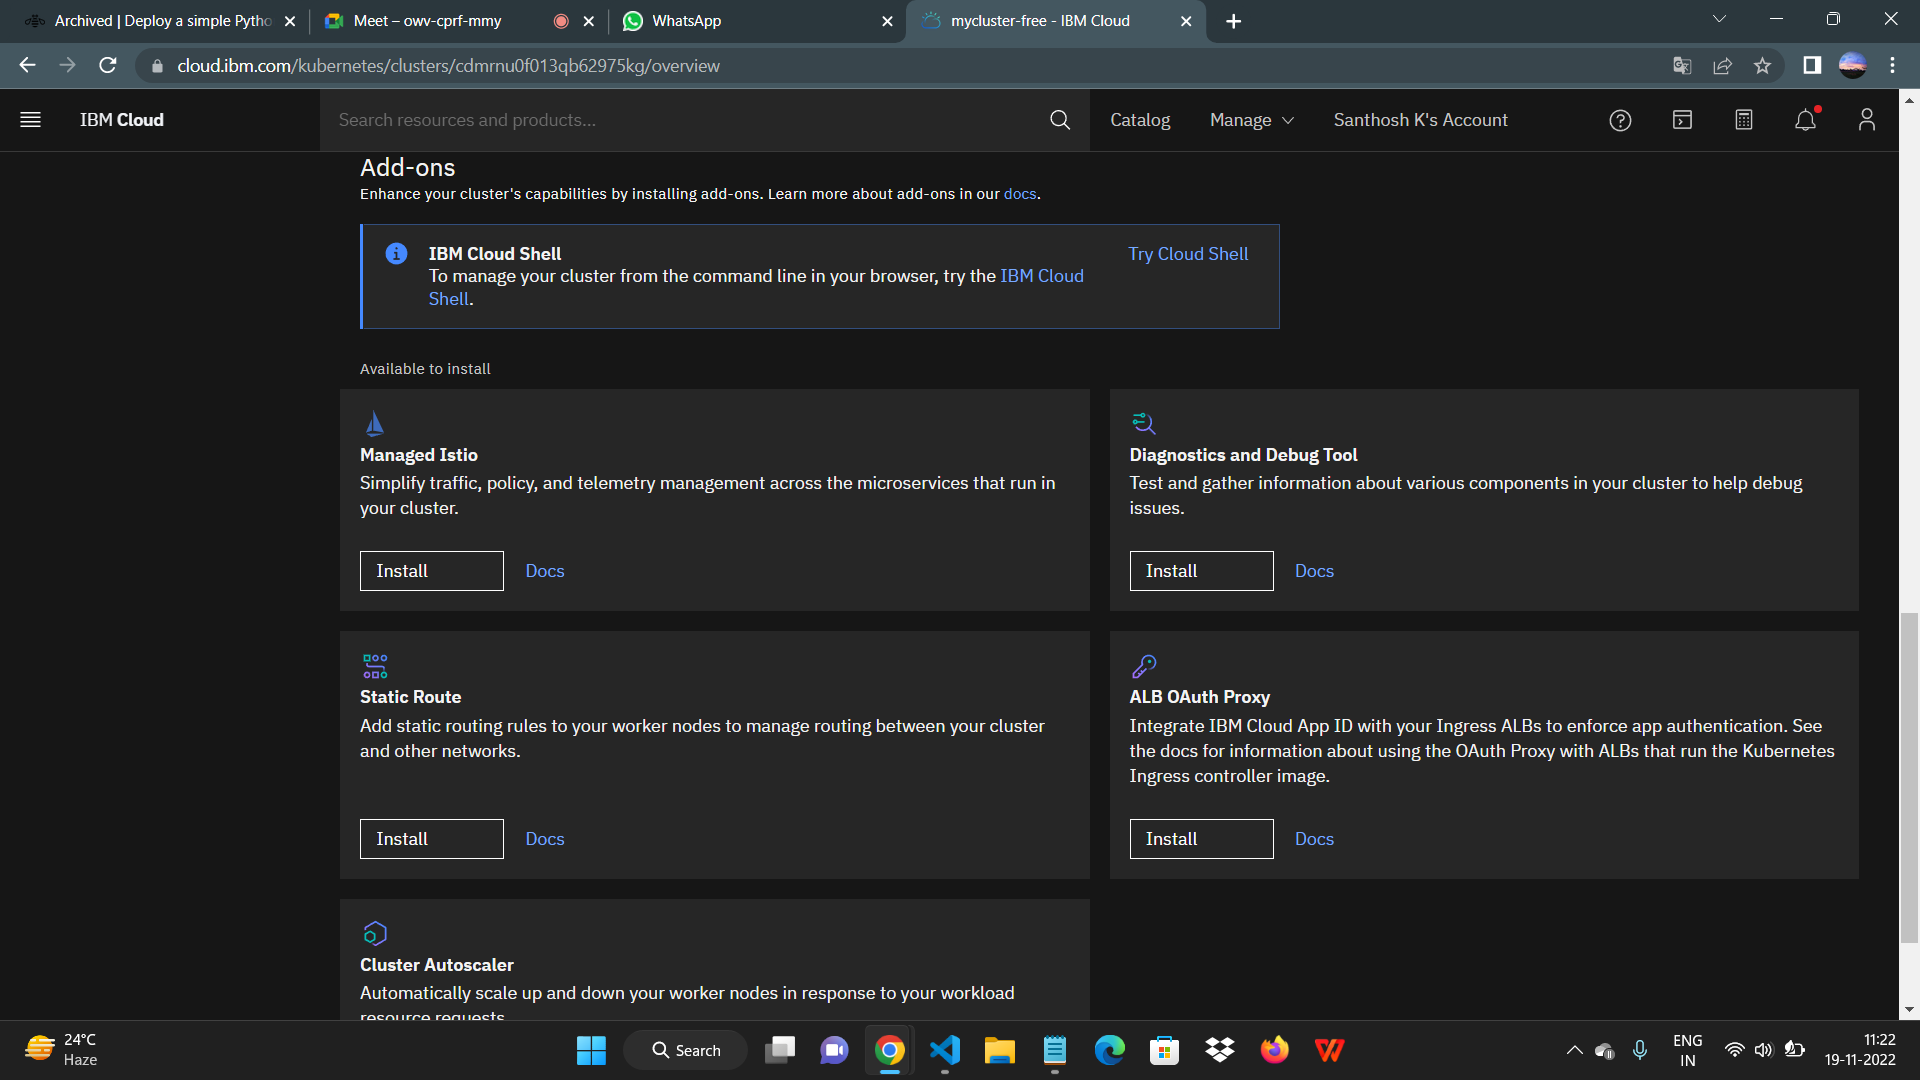 Archived | Deploy a simple Pytho
Meet – owv-cprf-mmy
WhatsApp
mycluster-free - IBM Cloud
cloud.ibm.com/kubernetes/clusters/cdmrnu0f013qb62975kg/overview
IBM Cloud
Search resources and products...
Catalog
Manage
Santhosh K's Account
Add-ons
Enhance your cluster's capabilities by installing add-ons. Learn more about add-ons in our docs.
IBM Cloud Shell
Try Cloud Shell
To manage your cluster from the command line in your browser, try the IBM Cloud
Shell.
Available to install
Managed Istio
Simplify traffic, policy, and telemetry management across the microservices that run in
your cluster.
Install
Docs
Diagnostics and Debug Tool
Test and gather information about various components in your cluster to help debug
issues.
Install
Docs
Static Route
Add static routing rules to your worker nodes to manage routing between your cluster
and other networks.
Install
Docs
ALB OAuth Proxy
Integrate IBM Cloud App ID with your Ingress ALBs to enforce app authentication. See
the docs for information about using the OAuth Proxy with ALBs that run the Kubernetes
Ingress controller image.
Install
Docs
Cluster Autoscaler
Automatically scale up and down your worker nodes in response to your workload
resource requests
24°C
Haze
Search
ENG
IN
11:22
19-11-2022